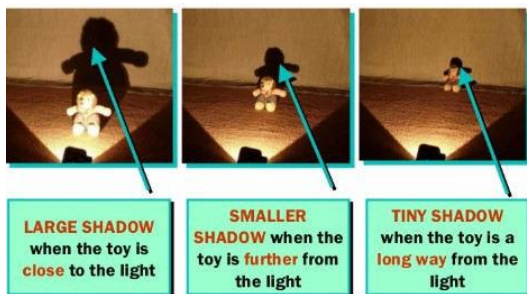 LARGE SHADOW
when the toy is
close to the light
SMALLER
SHADOW when the
toy is further from
the light
TINY SHADOW
when the toy is a
long way from the
light